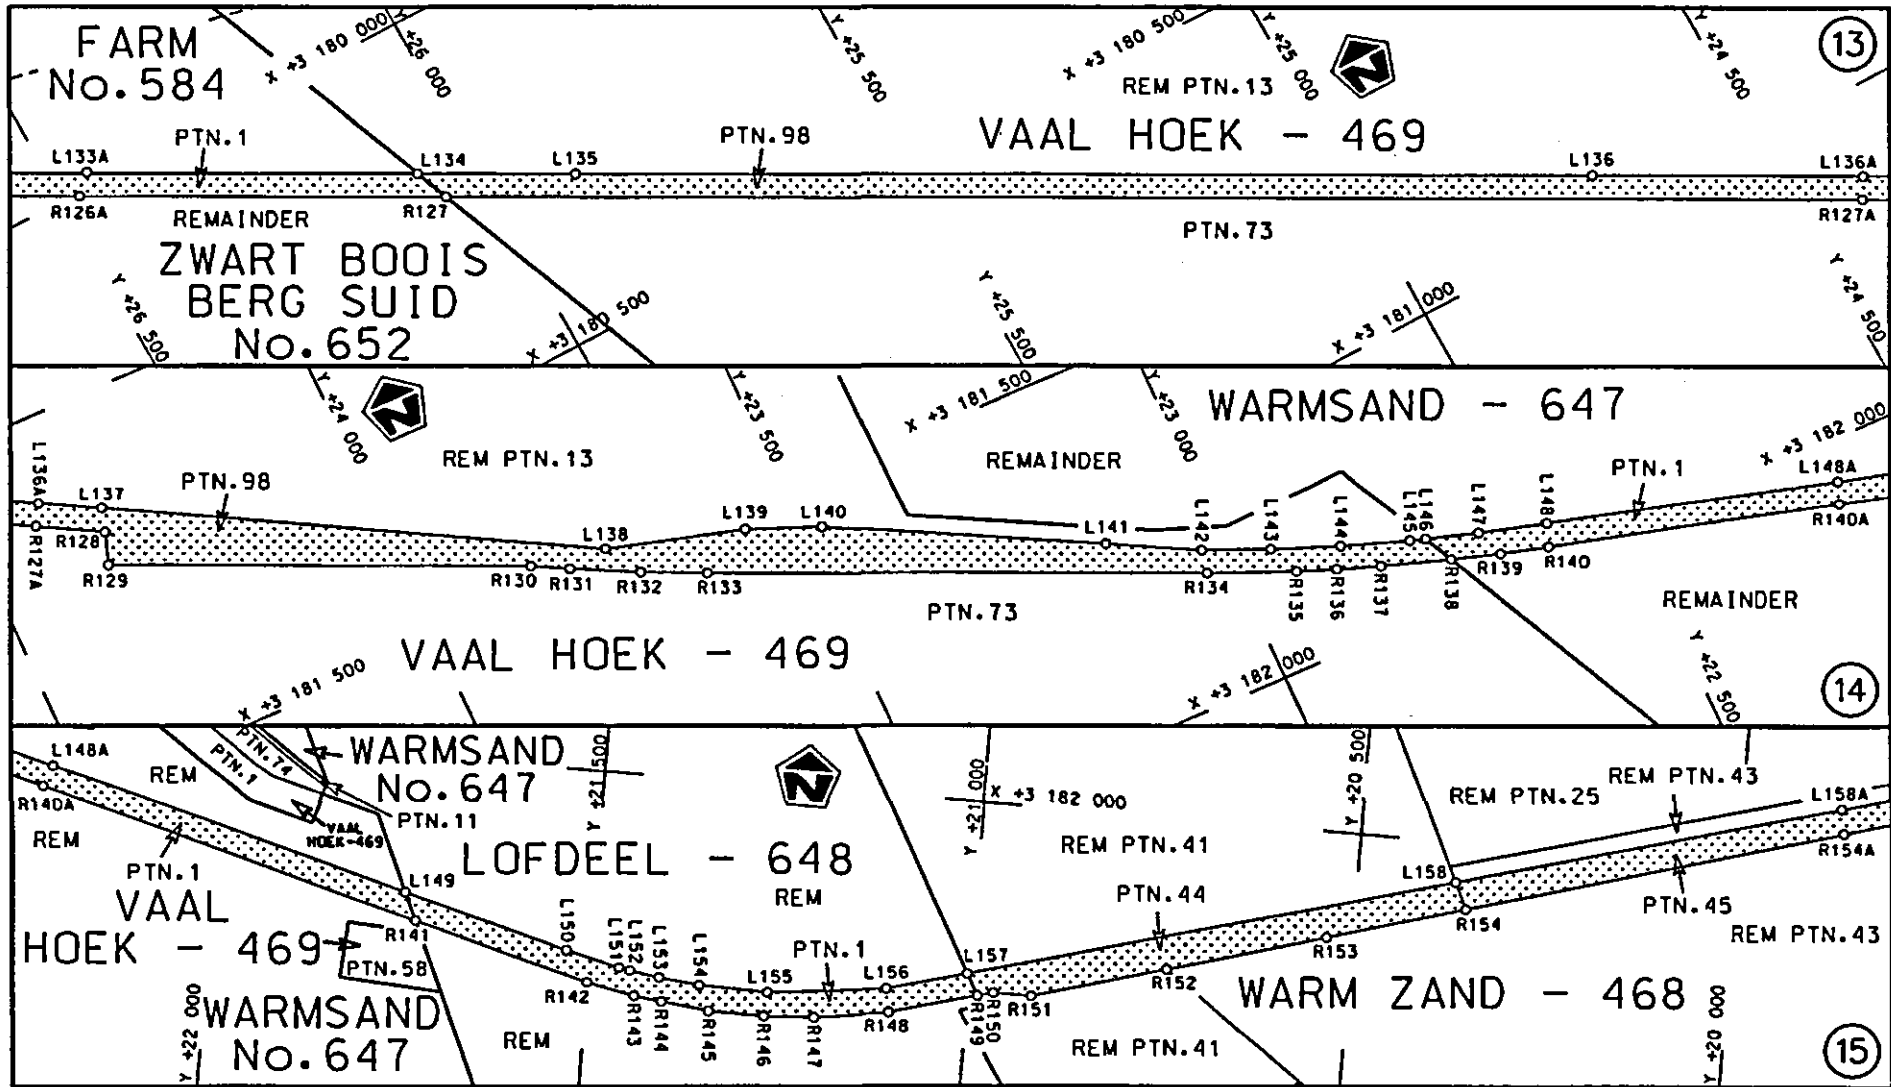 FARM
No.584
X +3 180 000
Y +26 000
Y +25 500
X +3 180 500
Y +25 000
Y +24 500
13
N
REM PTN.13
VAAL HOEK - 469
PTN.1
PTN.98
L133A
L134
L135
L136
L136A
R126A
R127
R127A
REMAINDER
PTN.73
ZWART BOOIS
BERG SUID
No.652
Y +26 500
X +3 180 500
Y +25 500
X +3 181 000
Y +24 500
Y +24 000
N
Y +23 500
X +3 181 500
Y +23 000
WARMSAND - 647
X +3 182 000
REM PTN.13
REMAINDER
PTN.1
L136A
L137
PTN.98
L138
L139
L140
L141
L142
L143
L144
L145
L146
L147
L148
L148A
R127A
R128
R129
R130
R131
R132
R133
R134
R135
R136
R137
R138
R139
R140
R140A
PTN.73
REMAINDER
VAAL HOEK - 469
X +3 181 500
X +3 182 000
Y +22 500
14
L148A
REM
PTN.1
PTN.74
WARMSAND
No.647
Y +21 500
N
Y +21 000
X +3 182 000
Y +20 500
REM PTN.43
REM PTN.25
L158A
R140A
REM
VAAL
HOEK-469
PTN.11
LOFDEEL - 648
REM
REM PTN.41
R154A
PTN.1
VAAL
HOEK - 469
L149
R141
PTN.58
L150
L151
L152
L153
L154
L155
PTN.1
L156
L157
PTN.44
L158
PTN.45
REM PTN.43
R142
R143
R144
R145
R146
R147
R148
R149
R150
R151
R152
R153
R154
WARM ZAND - 468
Y +22 000
WARMSAND
No.647
REM
REM PTN.41
Y +20 000
15